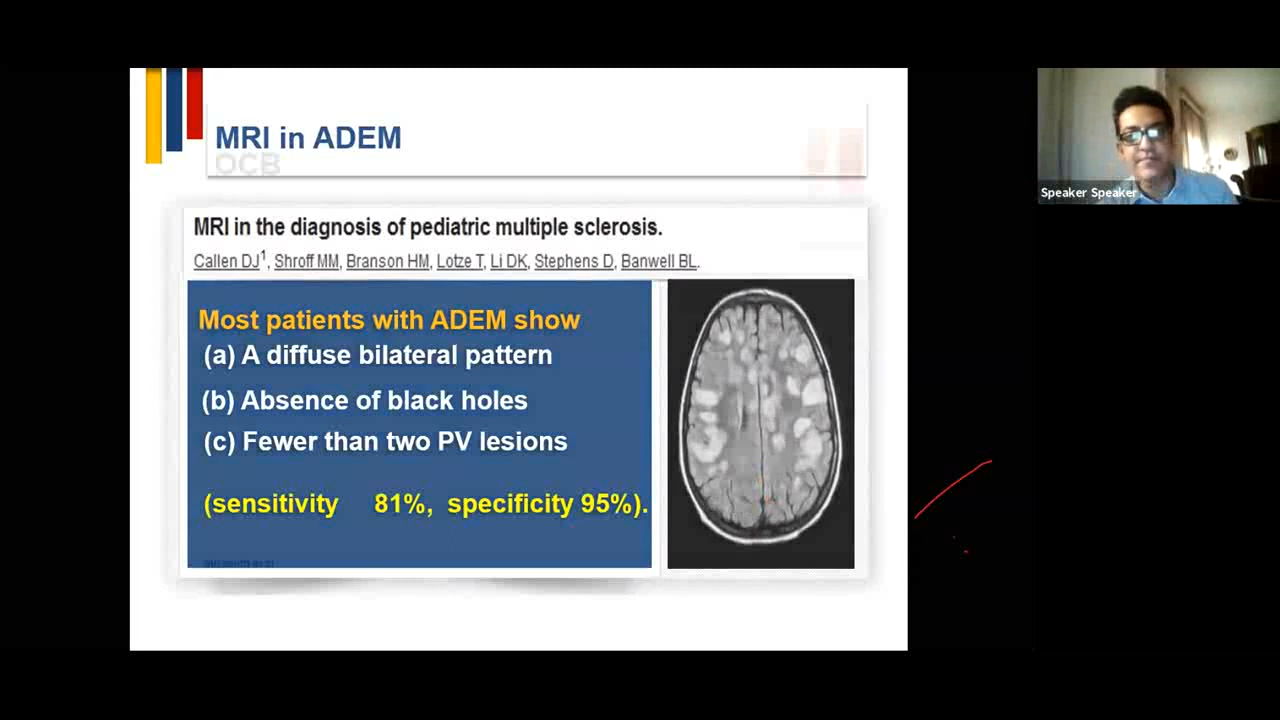 MRI in ADEM
OCB
MRI in the diagnosis of pediatric multiple sclerosis.
Callen DJ1, Shroff MM, Branson HM, Lotze T, Li DK, Stephens D, Banwell BL.
Most patients with ADEM show
(a) A diffuse bilateral pattern
(b) Absence of black holes
(c) Fewer than two PV lesions
(sensitivity 81%, specificity 95%).
Speaker Speaker